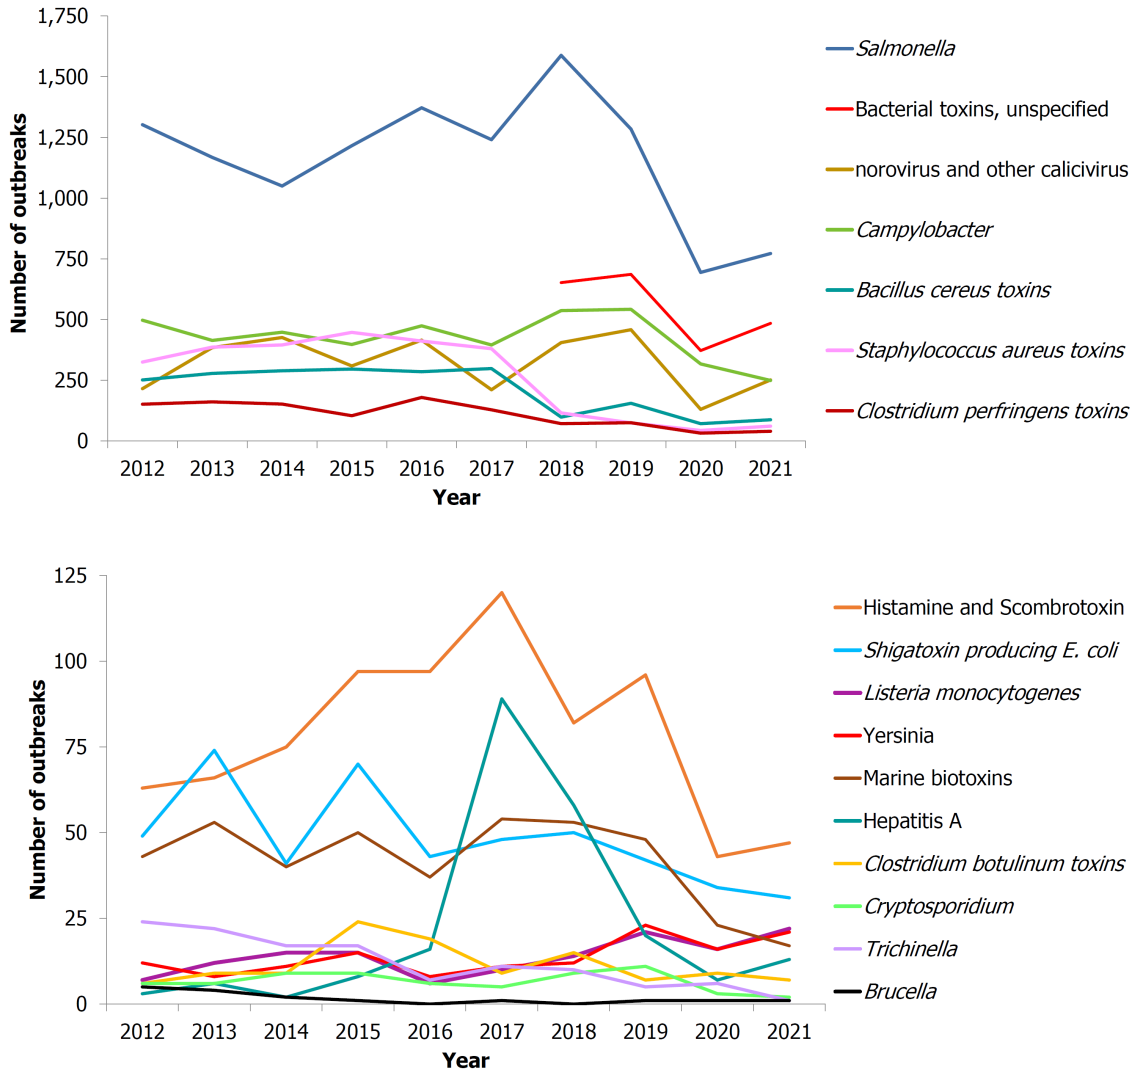 1,750
1,500
1,250
1,000
750
500
250
0
Number of outbreaks
2012 2013 2014 2015 2016 2017 2018 2019 2020 2021
Year
Salmonella
Bacterial toxins, unspecified
norovirus and other calicivirus
Campylobacter
Bacillus cereus toxins
Staphylococcus aureus toxins
Clostridium perfringens toxins
125
100
75
50
25
0
Number of outbreaks
2012 2013 2014 2015 2016 2017 2018 2019 2020 2021
Year
Histamine and Scombrotoxin
Shigatoxin producing E. coli
Listeria monocytogenes
Yersinia
Marine biotoxins
Hepatitis A
Clostridium botulinum toxins
Cryptosporidium
Trichinella
Brucella